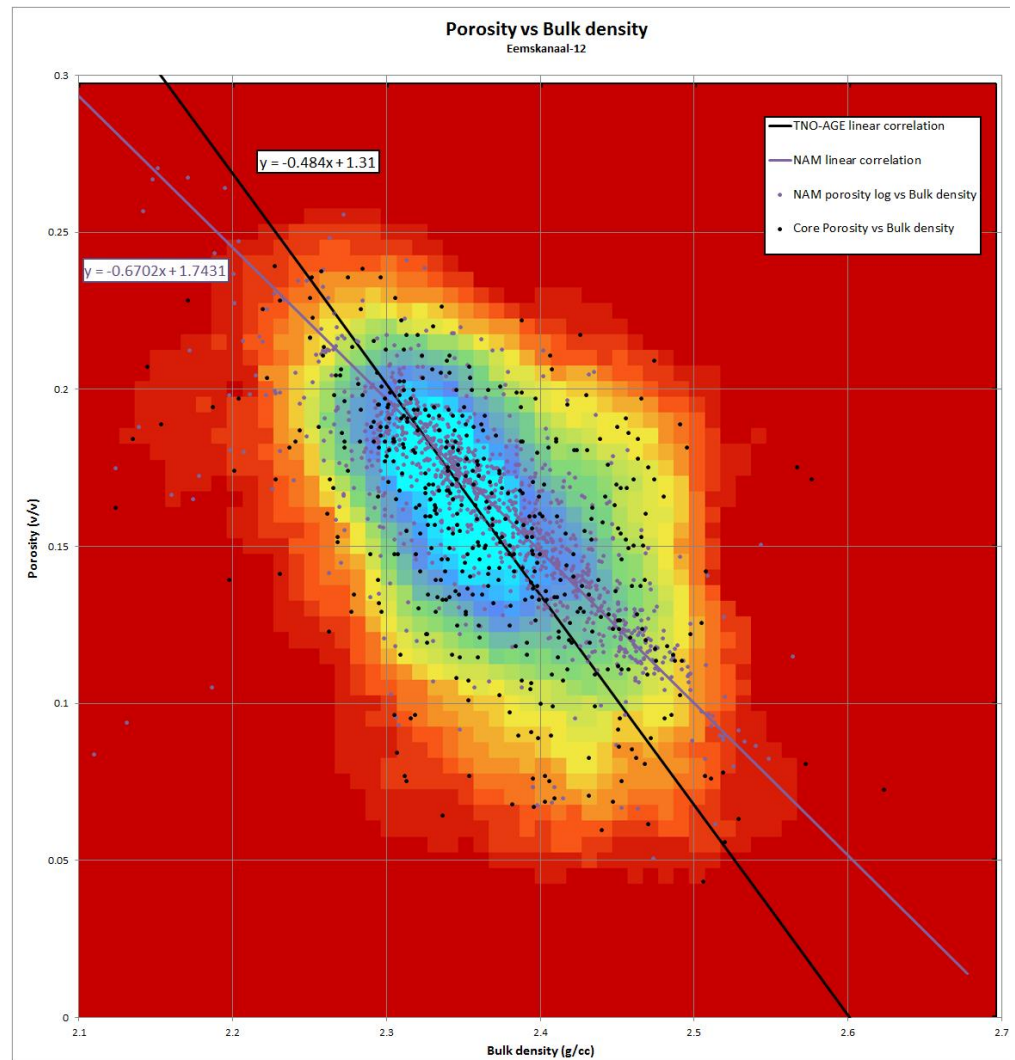 Porosity vs Bulk density
Eemskanaal-12
0.3
0.25
0.2
0.15
0.1
0.05
0
Porosity (v/v)
TNO-AGE linear correlation
NAM linear correlation
NAM porosity log vs Bulk density
Core Porosity vs Bulk density
y = -0.484x + 1.31
y = -0.6702x + 1.7431
2.1 2.2 2.3 2.4 2.5 2.6 2.7
Bulk density (g/cc)